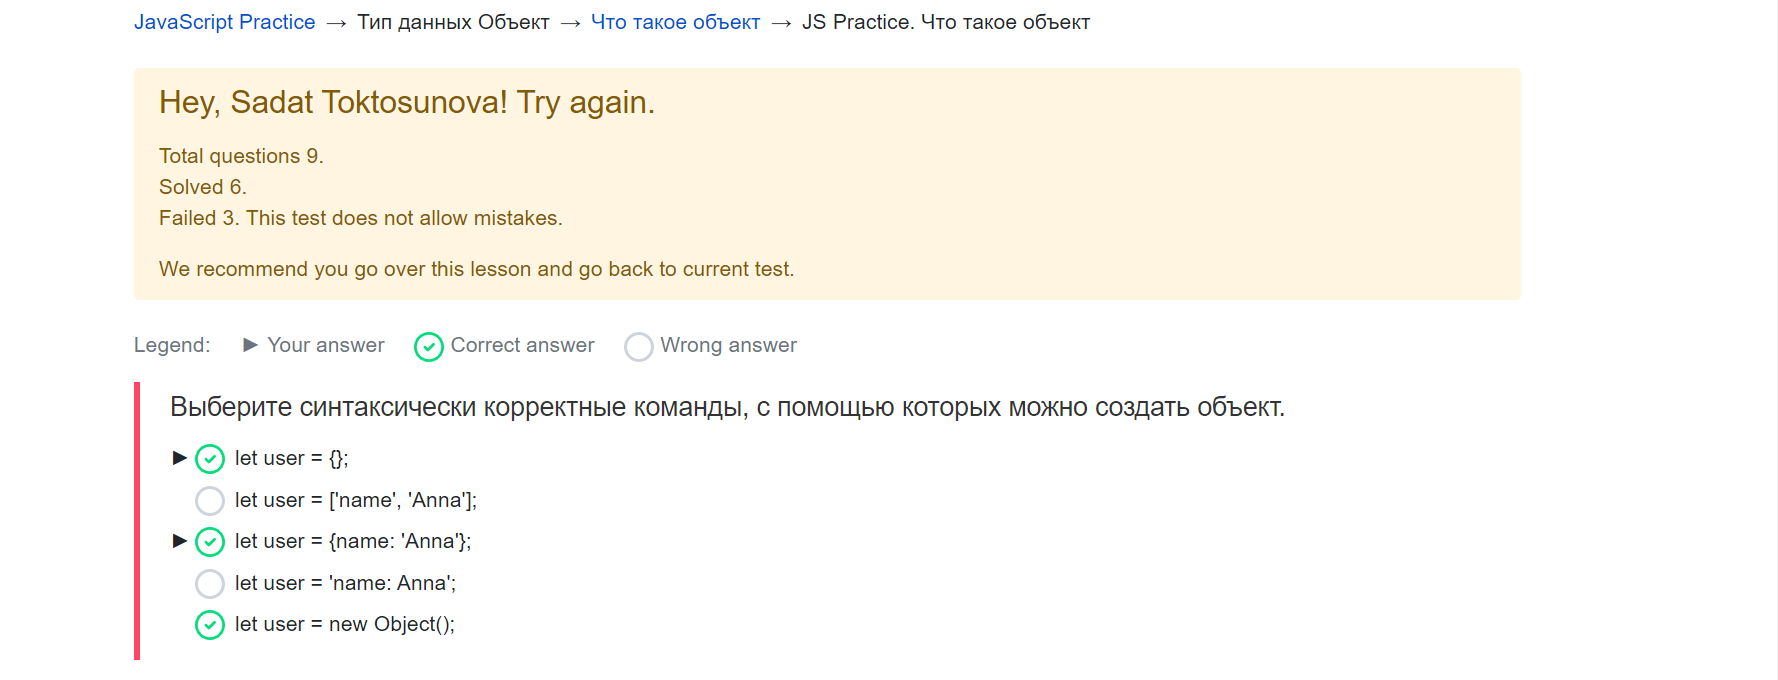 JavaScript Practice → Тип данных Объект → Что такое объект → JS Practice. Что такое объект
Hey, Sadat Toktosunova! Try again.
Total questions 9.
Solved 6.
Failed 3. This test does not allow mistakes.
We recommend you go over this lesson and go back to current test.
Legend: ► Your answer Correct answer Wrong answer
Выберите синтаксически корректные команды, с помощью которых можно создать объект.
► let user = {};
let user = ['name', 'Anna'];
► let user = {name: 'Anna'};
let user = 'name: Anna';
let user = new Object();